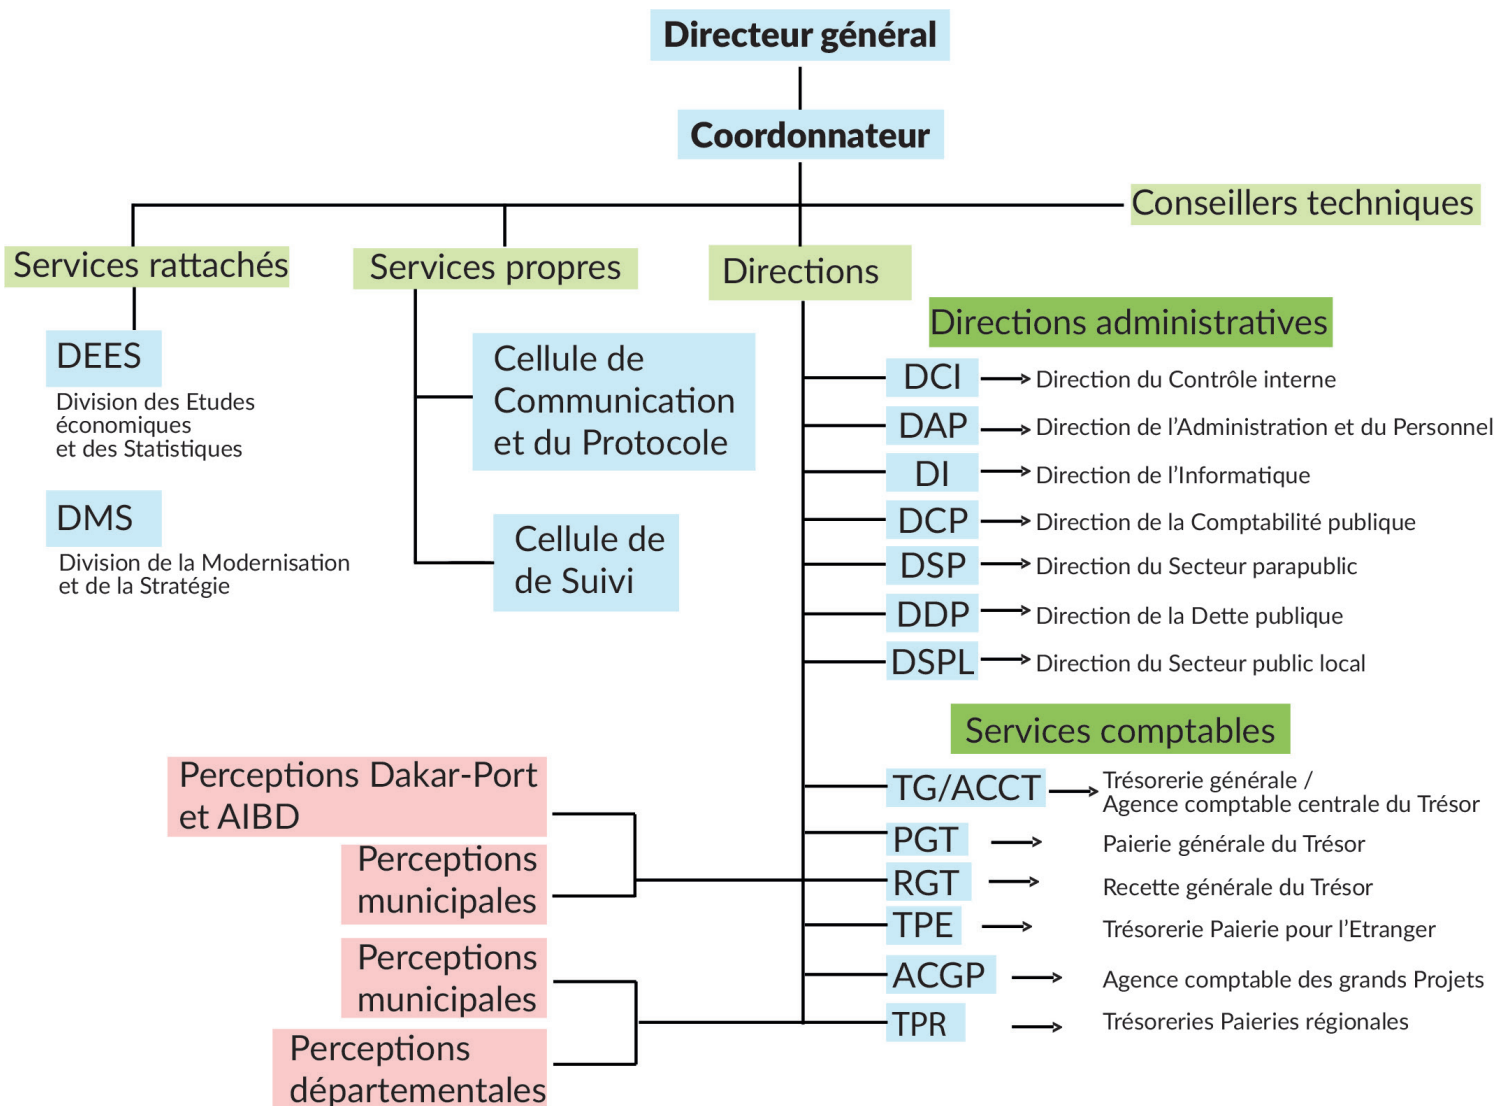 Directeur général
Coordonnateur
Conseillers techniques
Services rattachés
Services propres
Directions
DEES
Division des Etudes
économiques
et des Statistiques
DMS
Division de la Modernisation
et de la Stratégie
Cellule de
Communication
et du Protocole
Cellule de
de Suivi
Directions administratives
DCI
Direction du Contrôle interne
DAP
Direction de l'Administration et du Personnel
DI
Direction de l'Informatique
DCP
Direction de la Comptabilité publique
DSP
Direction du Secteur parapublic
DDP
Direction de la Dette publique
DSPL
Direction du Secteur public local
Services comptables
TG/ACCT
Trésorerie générale /
Agence comptable centrale du Trésor
PGT
Paierie générale du Trésor
RGT
Recette générale du Trésor
TPE
Trésorerie Paierie pour l'Etranger
ACGP
Agence comptable des grands Projets
TPR
Trésoreries Paieries régionales
Perceptions Dakar-Port
et AIBD
Perceptions
municipales
Perceptions
municipales
Perceptions
départementales